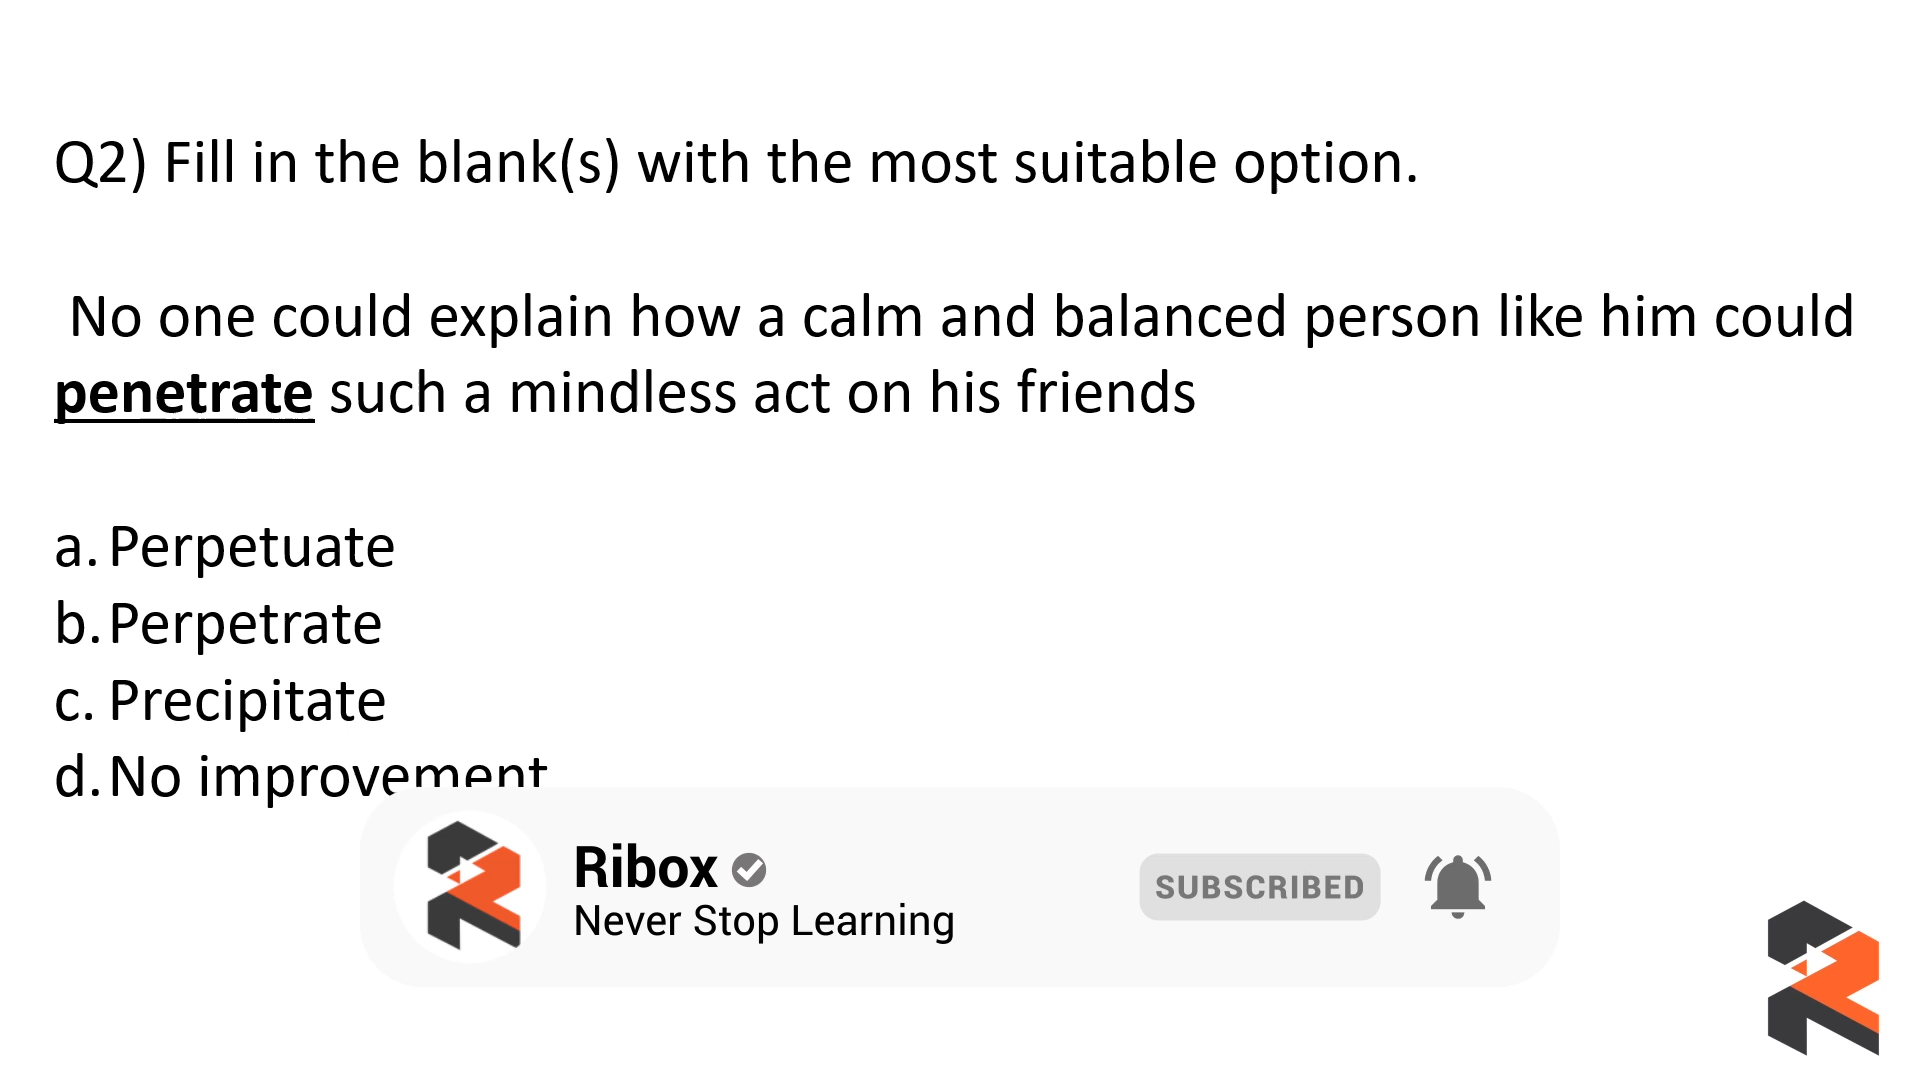 Q2) Fill in the blank(s) with the most suitable option.
No one could explain how a calm and balanced person like him could
penetrate such a mindless act on his friends
a. Perpetuate
b. Perpetrate
c. Precipitate
d. No improvement
Ribox
Never Stop Learning
SUBSCRIBED